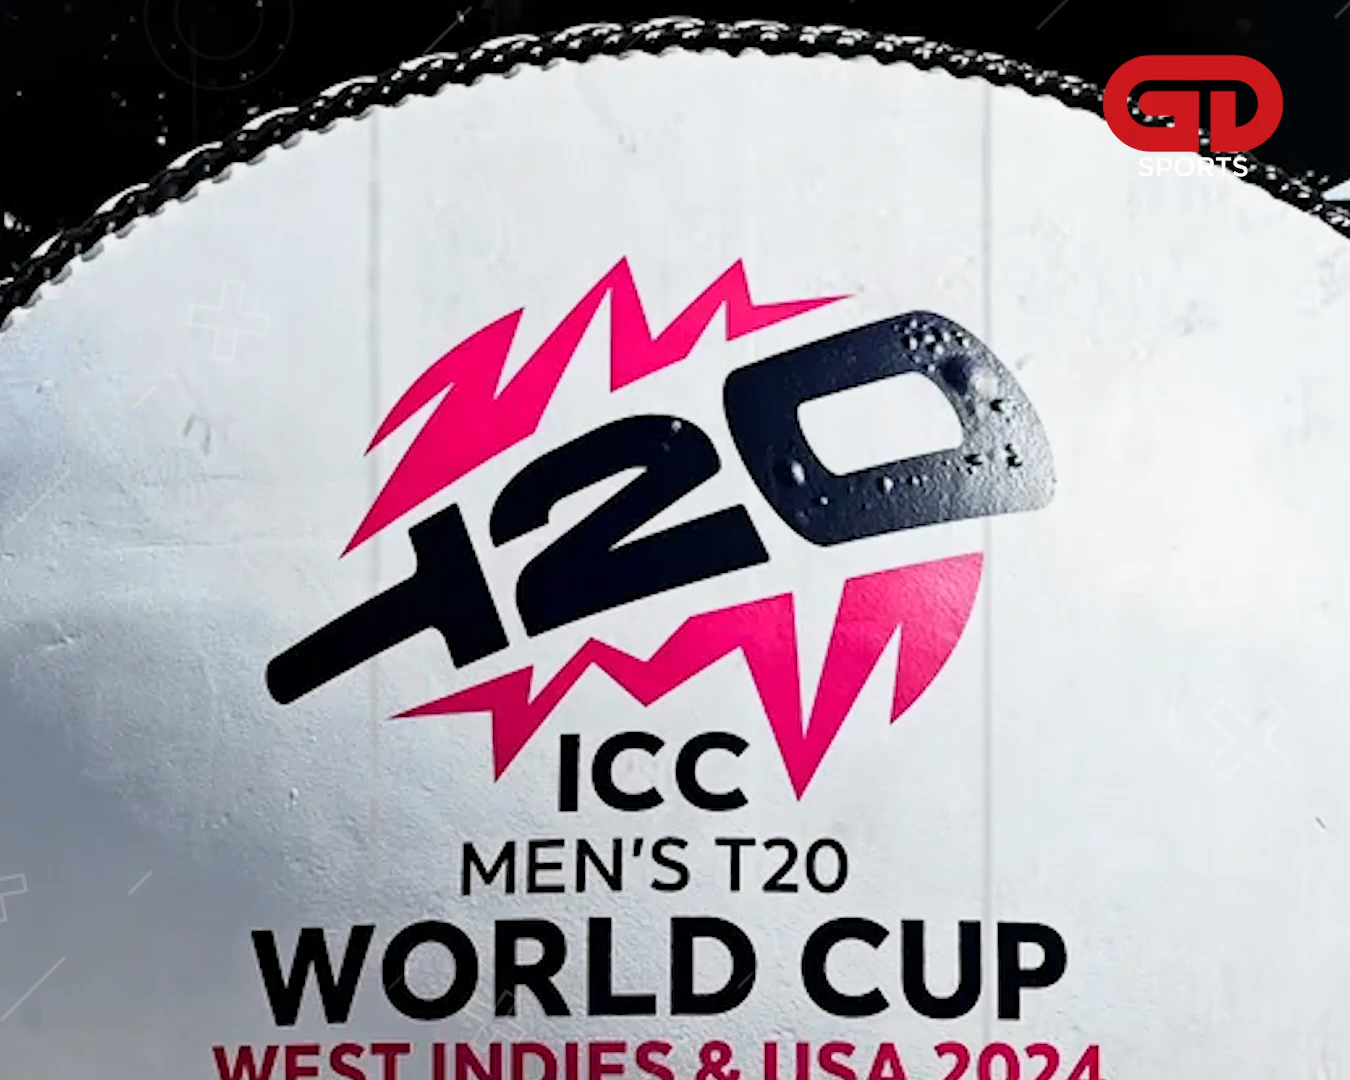 GD
SPORTS
T20
ICC
MEN'S T20
WORLD CUP
WEST INDIES & USA 2024